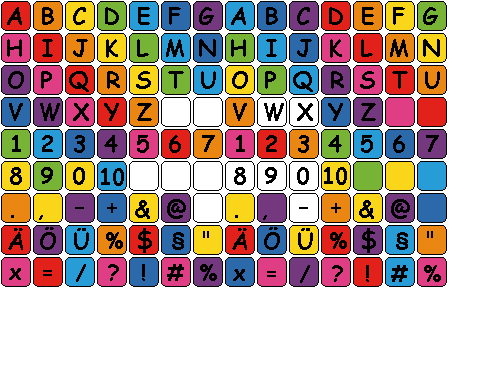 A B C D E F G A B C D E F G
H I J K L M N H I J K L M N
O P Q R S T U O P Q R S T U
V W X Y Z V W X Y Z
1 2 3 4 5 6 7 1 2 3 4 5 6 7
8 9 0 10 8 9 0 10
. , - + & @ . , - + & @
Ä Ö Ü % $ § " Ä Ö Ü % $ § "
x = / ? ! # % x = / ? ! # %